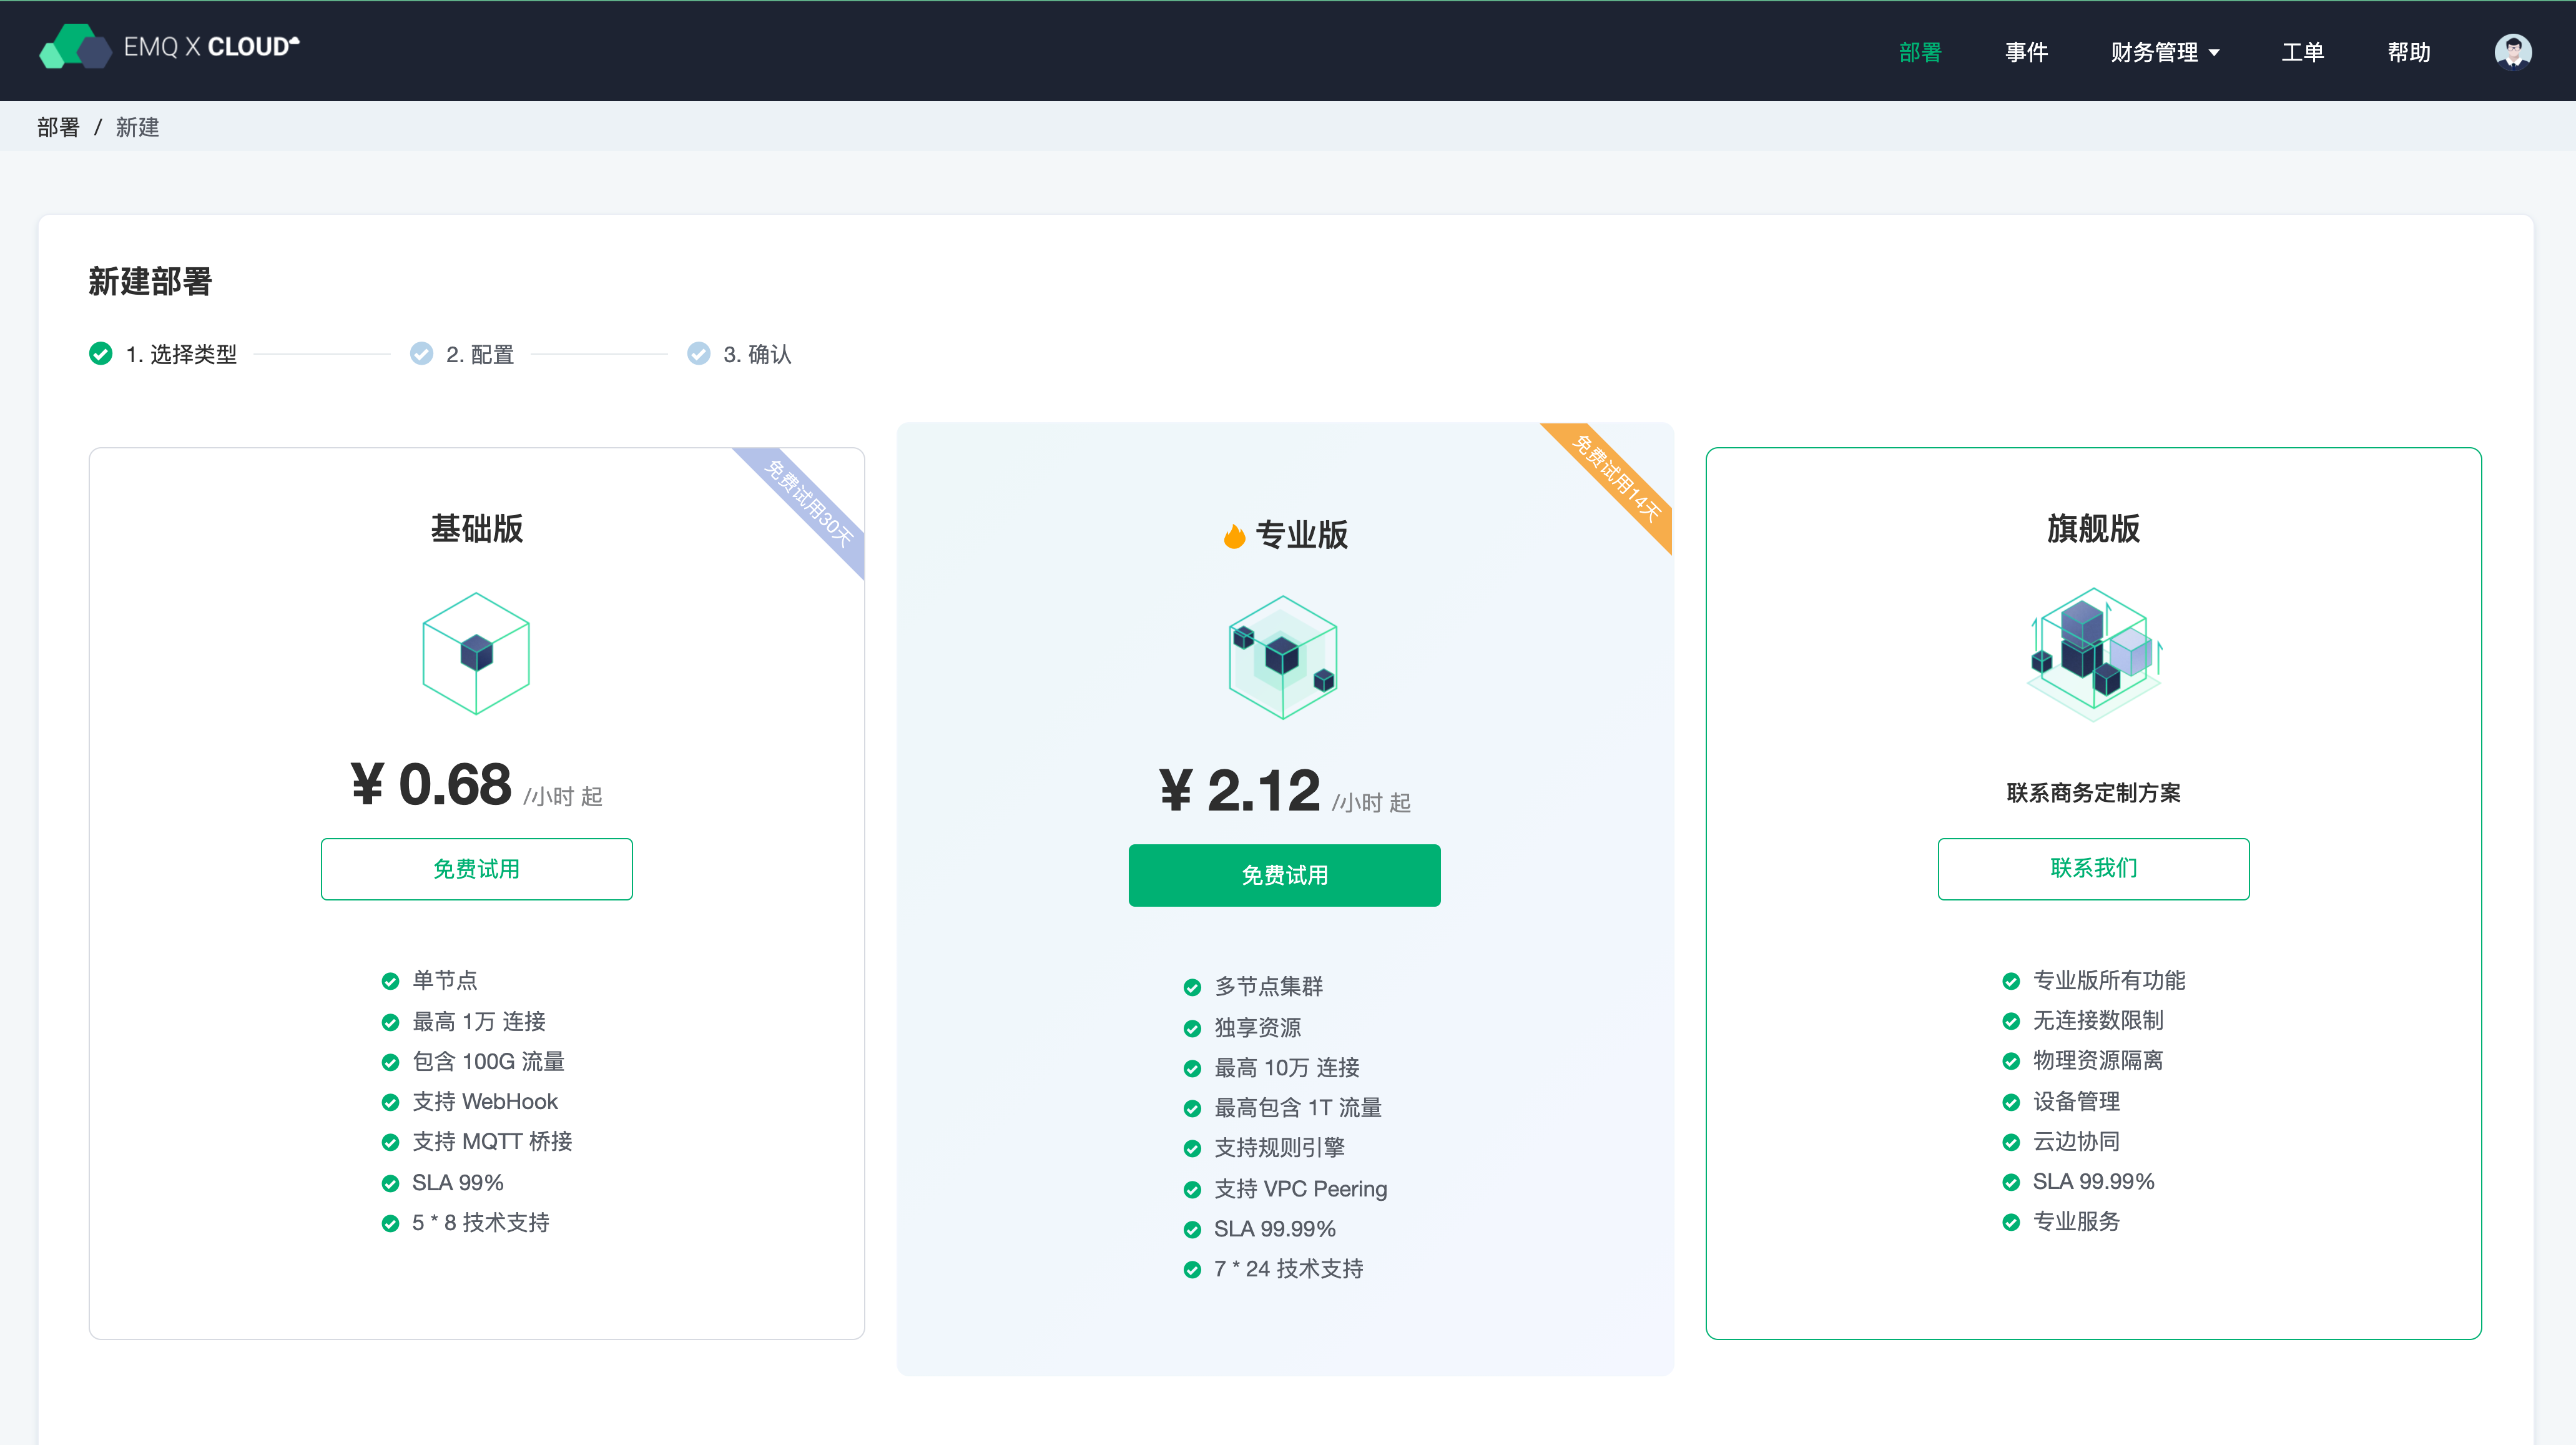 EMQ X CLOUD
部署
事件
财务管理
工单
帮助
部署 / 新建
新建部署
1. 选择类型
2. 配置
3. 确认
免费试用30天
基础版
¥ 0.68 /小时 起
免费试用
单节点
最高 1万 连接
包含 100G 流量
支持 WebHook
支持 MQTT 桥接
SLA 99%
5 * 8 技术支持
免费试用14天
专业版
¥ 2.12 /小时 起
免费试用
多节点集群
独享资源
最高 10万 连接
最高包含 1T 流量
支持规则引擎
支持 VPC Peering
SLA 99.99%
7 * 24 技术支持
旗舰版
联系商务定制方案
联系我们
专业版所有功能
无连接数限制
物理资源隔离
设备管理
云边协同
SLA 99.99%
专业服务